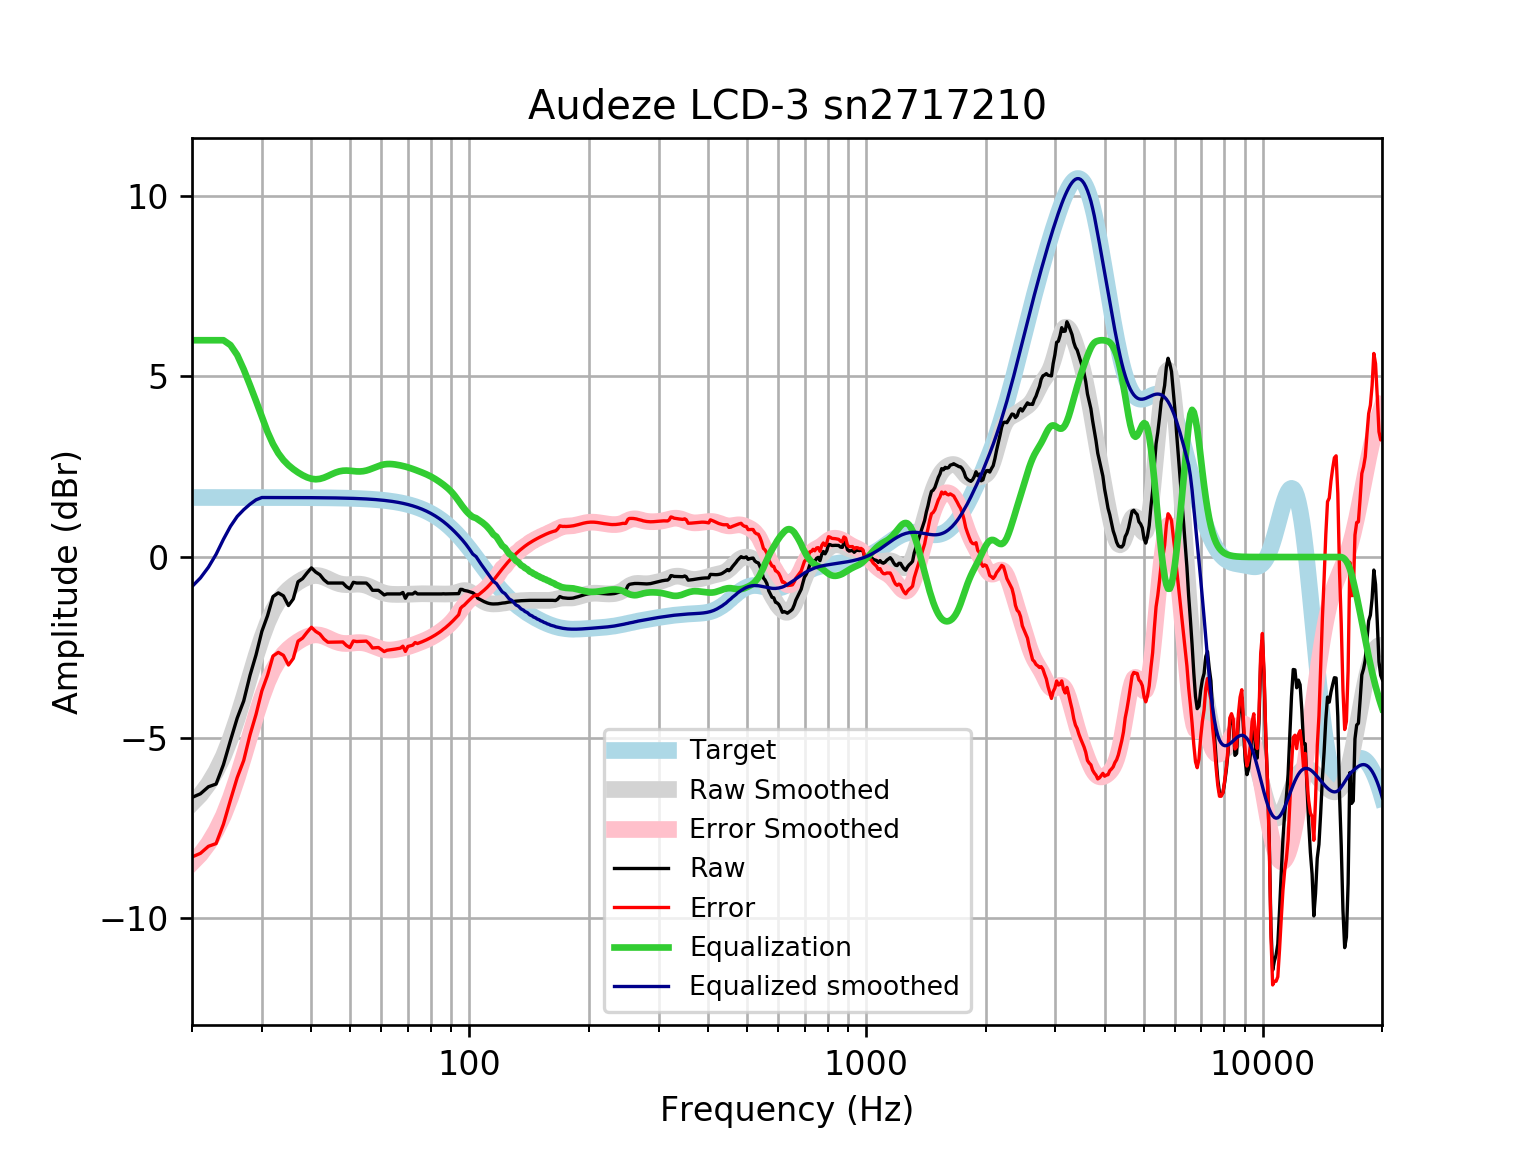 Audeze LCD-3 sn2717210
10
5
0
−5
−10
Amplitude (dBr)
Target
Raw Smoothed
Error Smoothed
Raw
Error
Equalization
Equalized smoothed
100
1000
10000
Frequency (Hz)